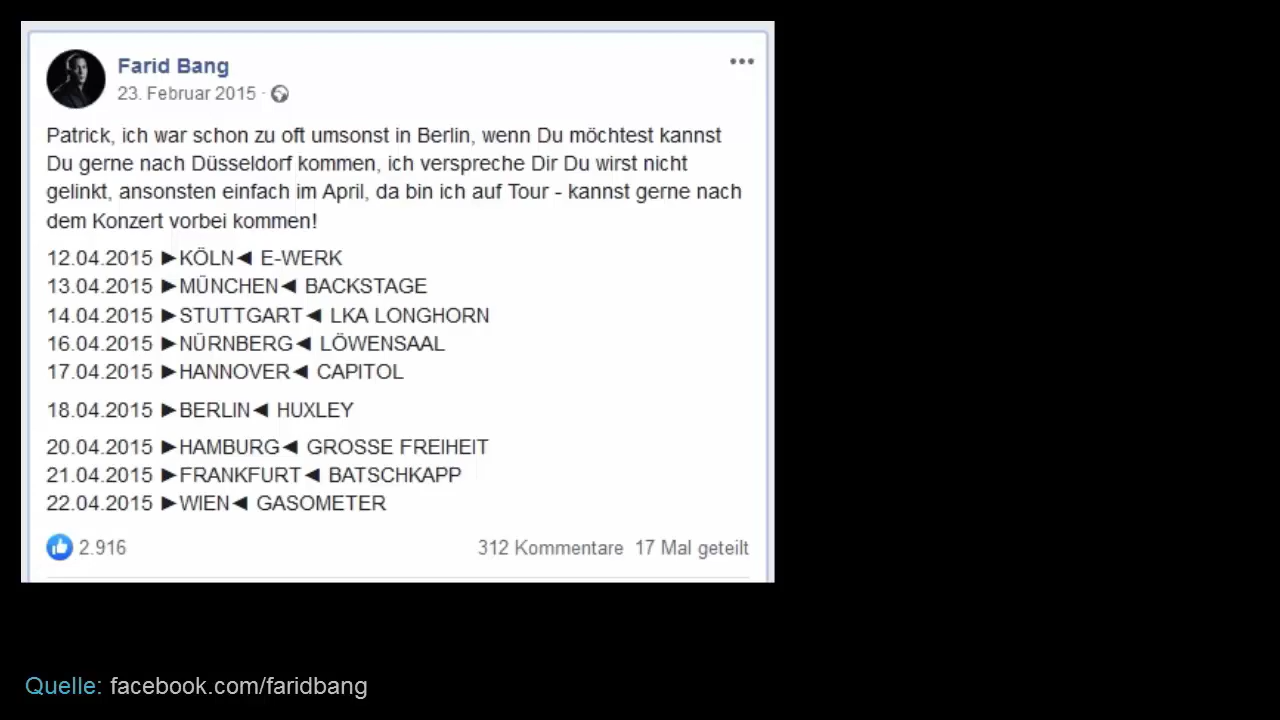 Farid Bang
23. Februar 2015 ·
Patrick, ich war schon zu oft umsonst in Berlin, wenn Du möchtest kannst
Du gerne nach Düsseldorf kommen, ich verspreche Dir Du wirst nicht
gelinkt, ansonsten einfach im April, da bin ich auf Tour - kannst gerne nach
dem Konzert vorbei kommen!
12.04.2015 ►KÖLN◄ E-WERK
13.04.2015 ►MÜNCHEN◄ BACKSTAGE
14.04.2015 ►STUTTGART◄ LKA LONGHORN
16.04.2015 ►NÜRNBERG◄ LÖWENSAAL
17.04.2015 ►HANNOVER◄ CAPITOL
18.04.2015 ►BERLIN◄ HUXLEY
20.04.2015 ►HAMBURG◄ GROSSE FREIHEIT
21.04.2015 ►FRANKFURT◄ BATSCHKAPP
22.04.2015 ►WIEN◄ GASOMETER
2.916 312 Kommentare 17 Mal geteilt
Quelle: facebook.com/faridbang